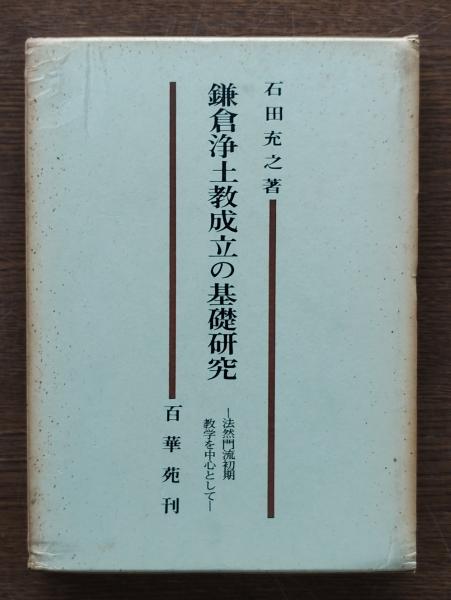 石田充之著
鎌倉浄土教成立の基礎研究
―法然門流初期
教学を中心として―
百華苑刊